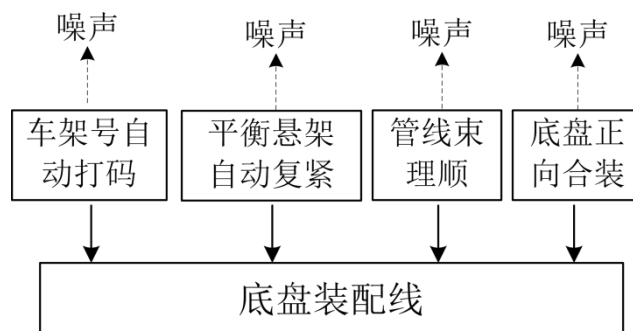 噪声
噪声
噪声
噪声
车架号自
动打码
平衡悬架
自动复紧
管线束
理顺
底盘正
向合装
底盘装配线